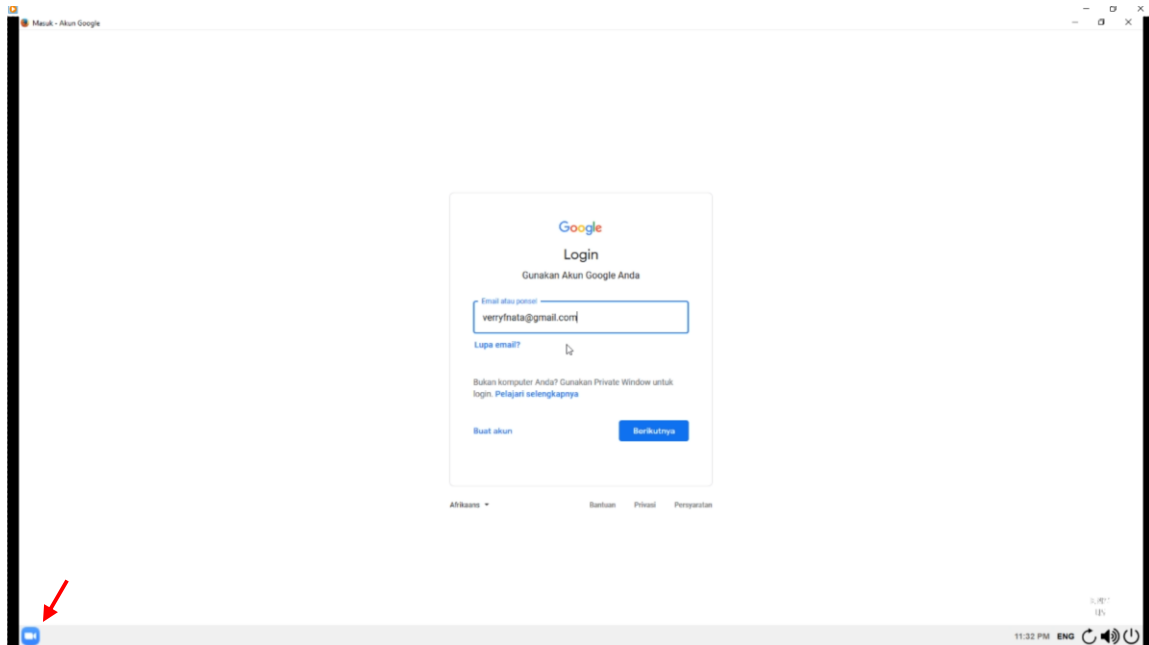 Masuk - Akun Google
Google
Login
Gunakan Akun Google Anda
Email atau ponsel
verryfnata@gmail.com
Lupa email?
Bukan komputer Anda? Gunakan Private Window untuk
login. Pelajari selengkapnya
Buat akun
Berikutnya
Afrikaans
Bantuan
Privasi
Persyaratan
11:32 PM
ENG